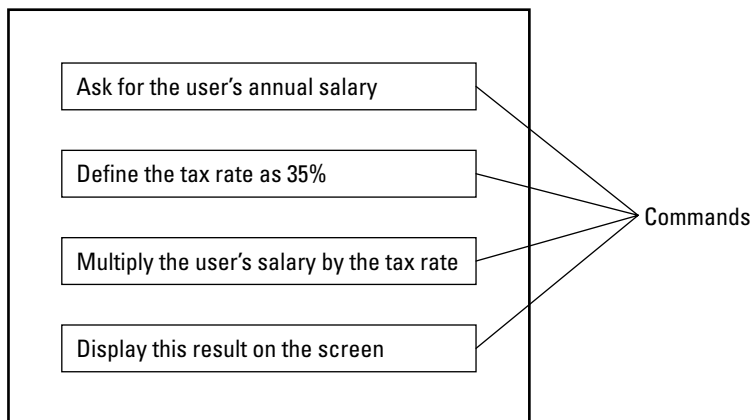 Ask for the user’s annual salary
Define the tax rate as 35%
Multiply the user’s salary by the tax rate
Display this result on the screen
Commands